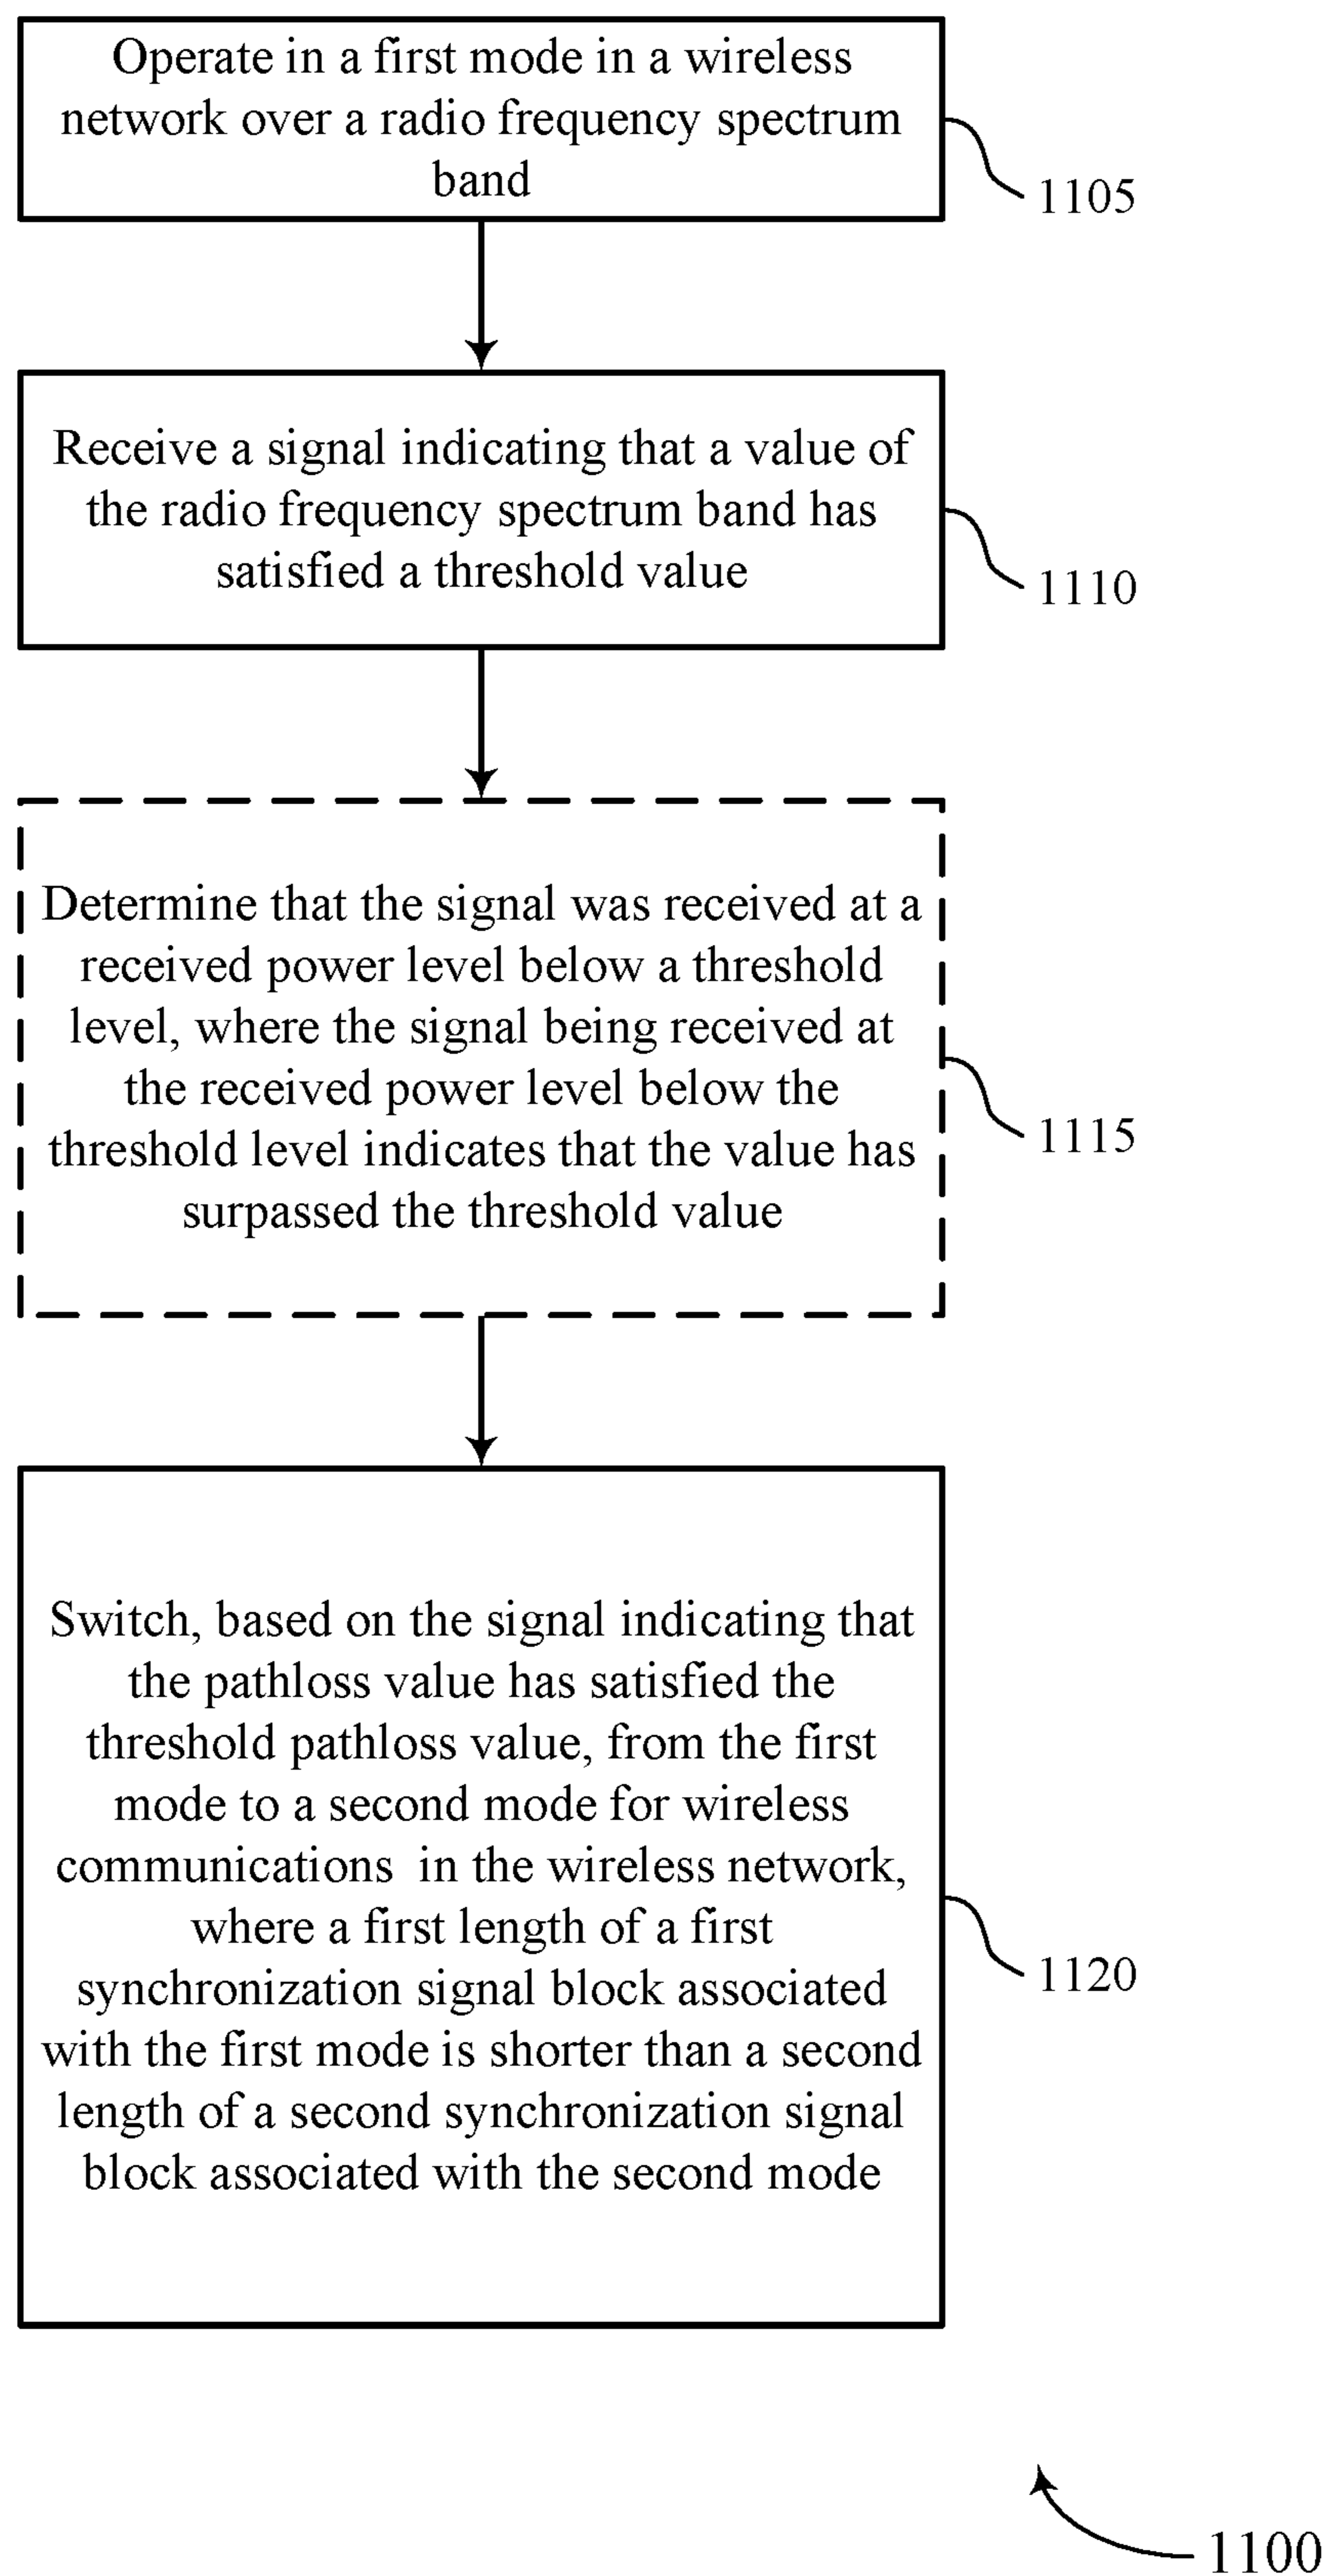 Operate in a first mode in a wireless
network over a radio frequency spectrum
band
1105
Receive a signal indicating that a value of
the radio frequency spectrum band has
satisfied a threshold value
1110
Determine that the signal was received at a
received power level below a threshold
level, where the signal being received at
the received power level below the
threshold level indicates that the value has
surpassed the threshold value
1115
Switch, based on the signal indicating that
the pathloss value has satisfied the
threshold pathloss value, from the first
mode to a second mode for wireless
communications in the wireless network,
where a first length of a first
synchronization signal block associated
with the first mode is shorter than a second
length of a second synchronization signal
block associated with the second mode
1120
1100